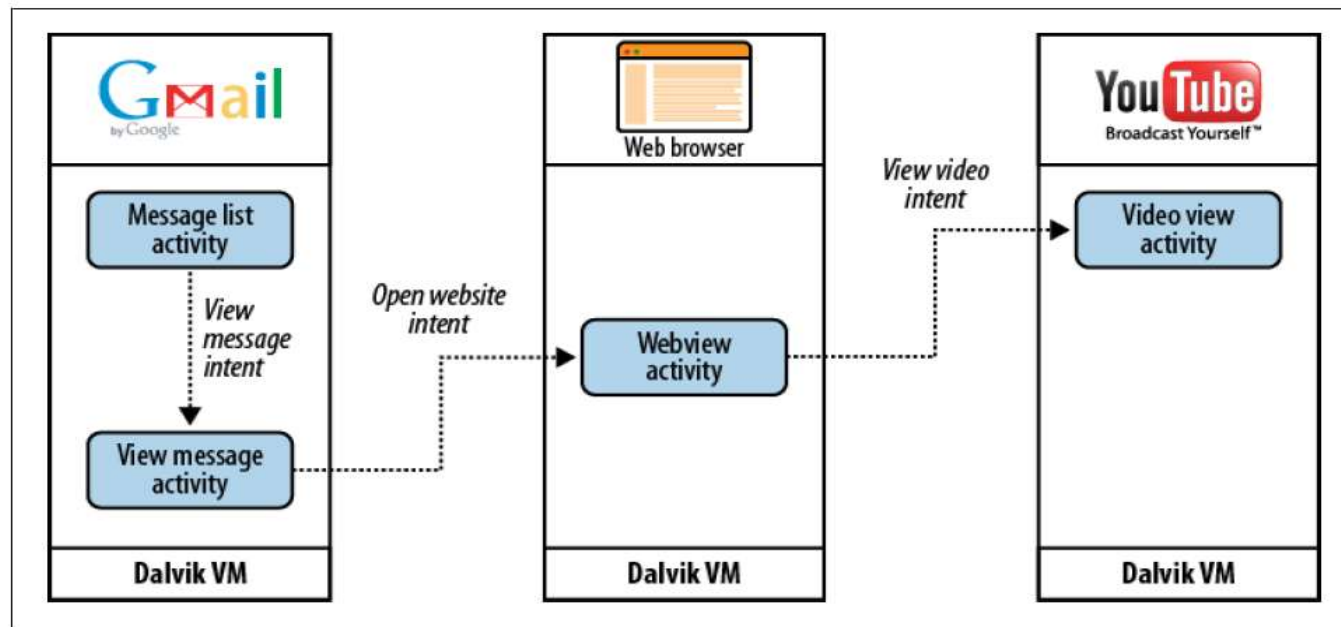 Gmail
by Google
Message list
activity
View
message
intent
View message
activity
Dalvik VM
Open website
intent
Web browser
Webview
activity
Dalvik VM
View video
intent
YouTube
Broadcast Yourself™
Video view
activity
Dalvik VM